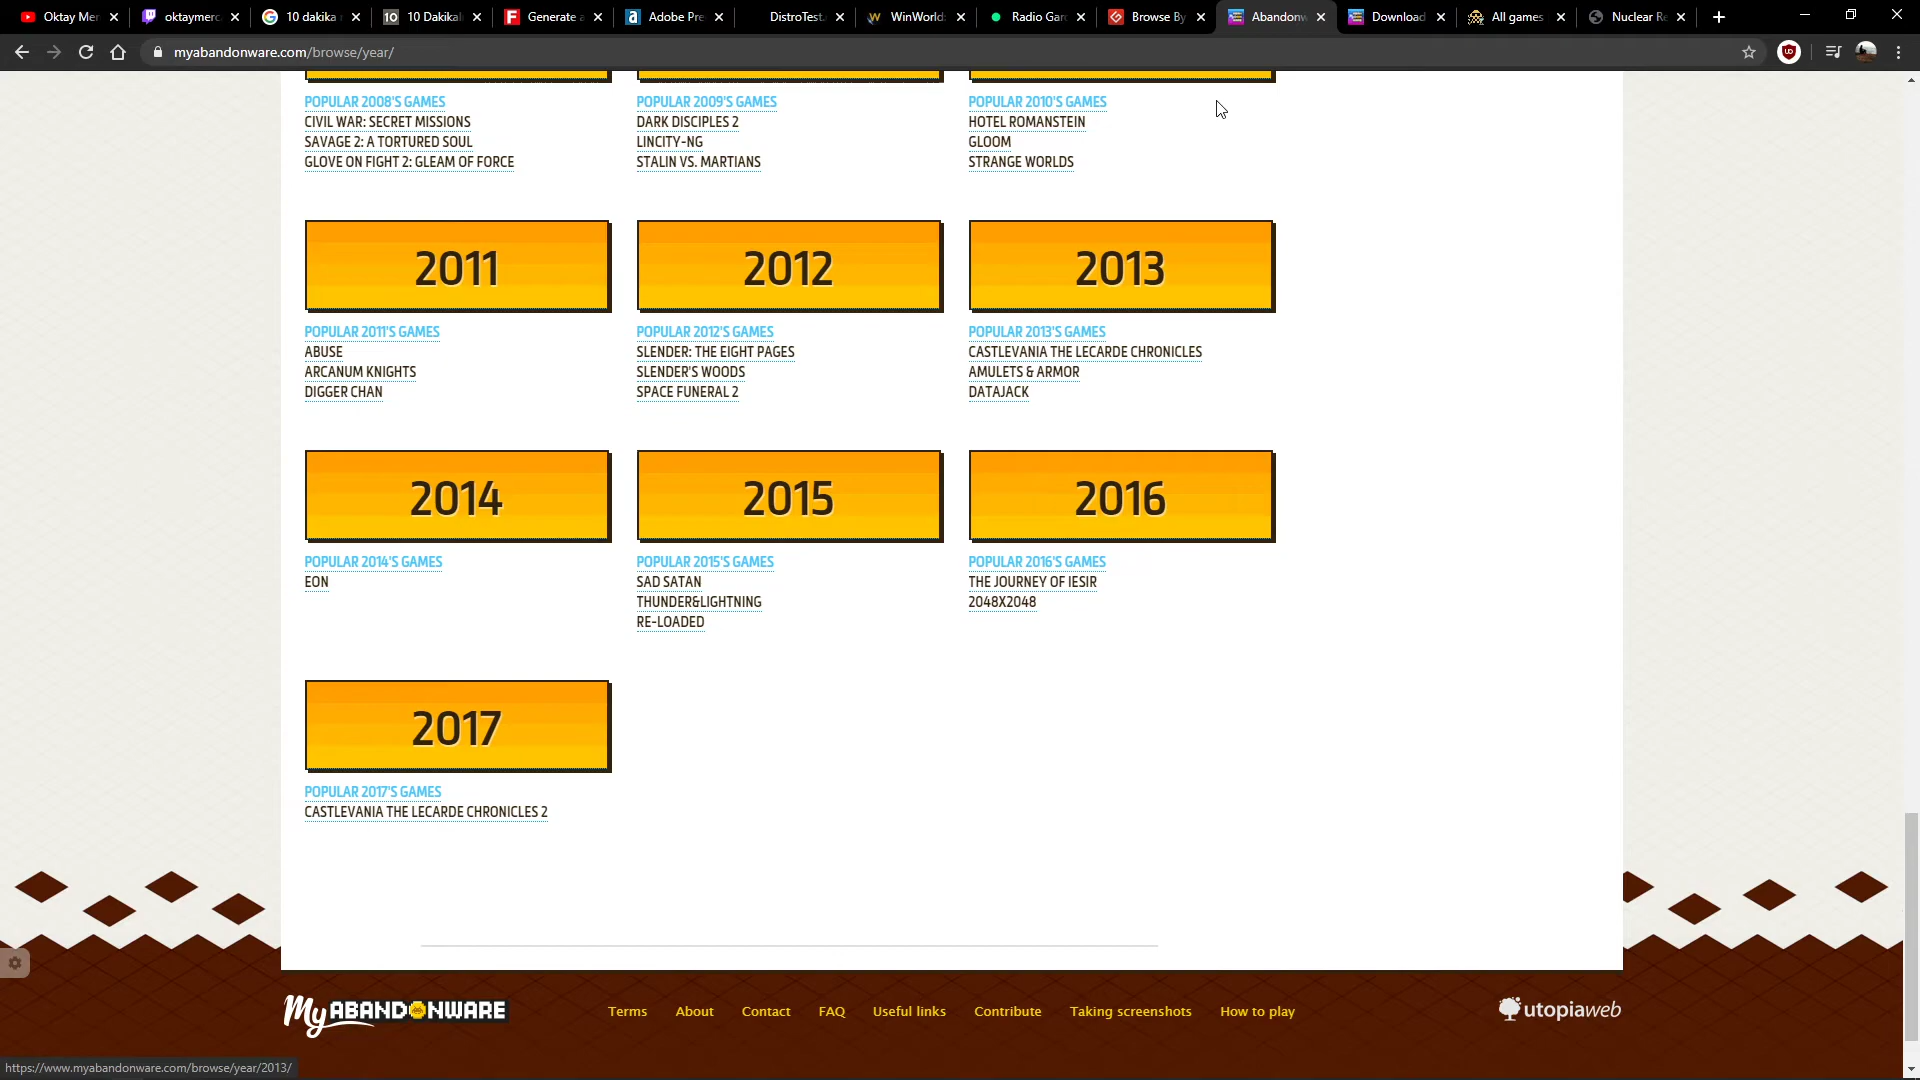 Oktay Mer
oktaymerc
10 dakika
10 Dakikal
Generate a
Adobe Pre
DistroTest.
WinWorld:
Radio Gard
Browse By
Abandonw
Download
All games
Nuclear Re
myabandonware.com/browse/year/
POPULAR 2008'S GAMES
CIVIL WAR: SECRET MISSIONS
SAVAGE 2: A TORTURED SOUL
GLOVE ON FIGHT 2: GLEAM OF FORCE
POPULAR 2009'S GAMES
DARK DISCIPLES 2
LINCITY-NG
STALIN VS. MARTIANS
POPULAR 2010'S GAMES
HOTEL ROMANSTEIN
GLOOM
STRANGE WORLDS
2011
POPULAR 2011'S GAMES
ABUSE
ARCANUM KNIGHTS
DIGGER CHAN
2012
POPULAR 2012'S GAMES
SLENDER: THE EIGHT PAGES
SLENDER'S WOODS
SPACE FUNERAL 2
2013
POPULAR 2013'S GAMES
CASTLEVANIA THE LECARDE CHRONICLES
AMULETS & ARMOR
DATAJACK
2014
POPULAR 2014'S GAMES
EON
2015
POPULAR 2015'S GAMES
SAD SATAN
THUNDER&LIGHTNING
RE-LOADED
2016
POPULAR 2016'S GAMES
THE JOURNEY OF IESIR
2048X2048
2017
POPULAR 2017'S GAMES
CASTLEVANIA THE LECARDE CHRONICLES 2
My ABANDONWARE
Terms
About
Contact
FAQ
Useful links
Contribute
Taking screenshots
How to play
utopiaweb
https://www.myabandonware.com/browse/year/2013/